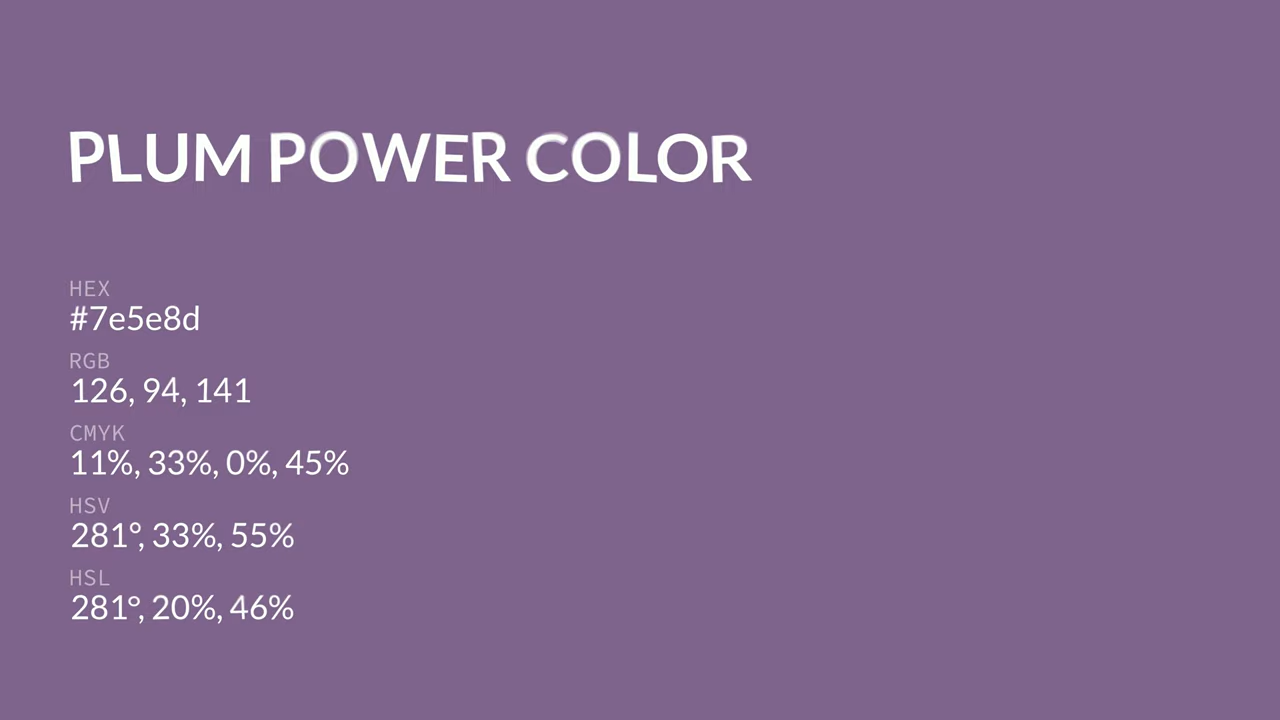 PLUM POWER COLOR
HEX
#7e5e8d
RGB
126, 94, 141
CMYK
11%, 33%, 0%, 45%
HSV
281°, 33%, 55%
HSL
281°, 20%, 46%